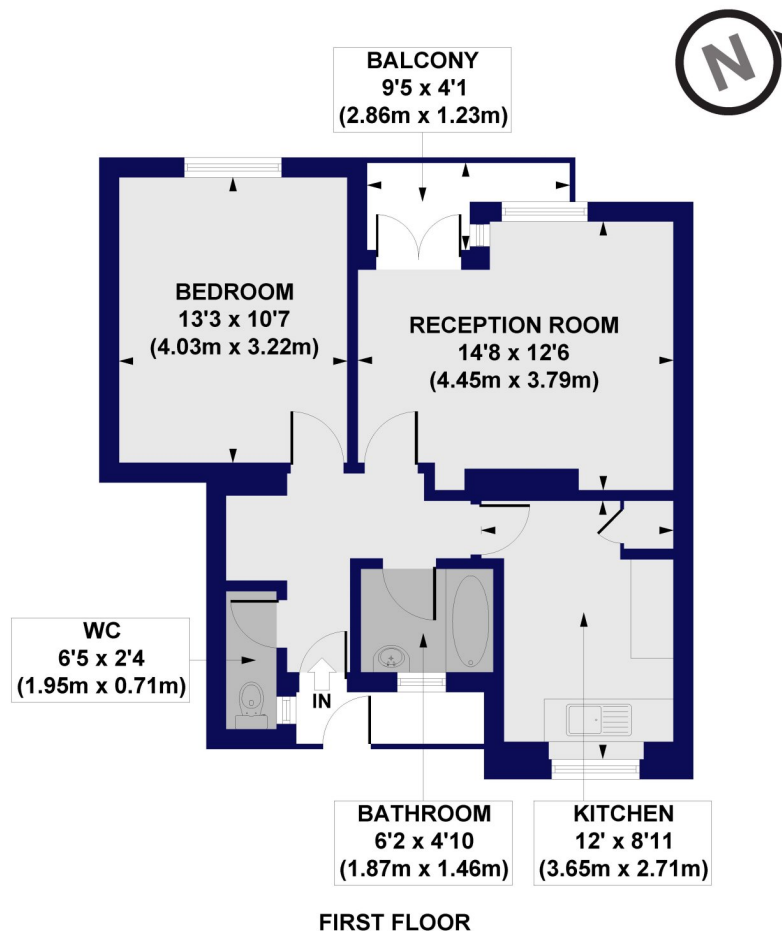 N
BALCONY
9'5 x 4'1
(2.86m x 1.23m)
BEDROOM
13'3 x 10'7
(4.03m x 3.22m)
RECEPTION ROOM
14'8 x 12'6
(4.45m x 3.79m)
WC
6'5 x 2'4
(1.95m x 0.71m)
IN
BATHROOM
6'2 x 4'10
(1.87m x 1.46m)
KITCHEN
12' x 8'11
(3.65m x 2.71m)
FIRST FLOOR